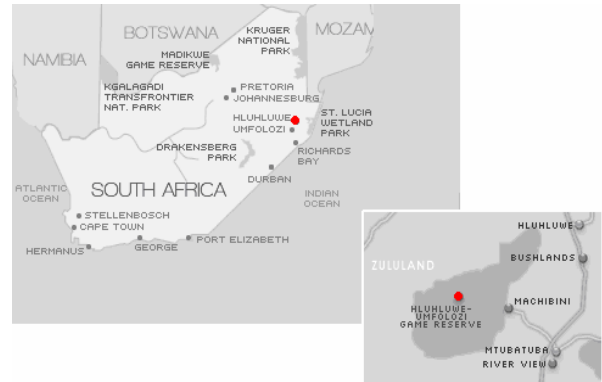 NAMIBIA
BOTSWANA
MOZAM
KRUGER
NATIONAL
PARK
MADIKWE
GAME RESERVE
KGALAGADI
TRANSFRONTIER
NAT. PARK
PRETORIA
JOHANNESBURG
HLUHLUWE
UMFOLOZI
ST. LUCIA
WETLAND
PARK
DRAKENSBERG
PARK
RICHARDS
BAY
DURBAN
ATLANTIC
OCEAN
SOUTH AFRICA
INDIAN
OCEAN
STELLENBOSCH
CAPE TOWN
HERMANUS
GEORGE
PORT ELIZABETH
HLUHLUWE
BUSHLANDS
ZULULAND
HLUHLUWE-
UMFOLOZI
GAME RESERVE
MACHIBINI
MTUBATUBA
RIVER VIEW